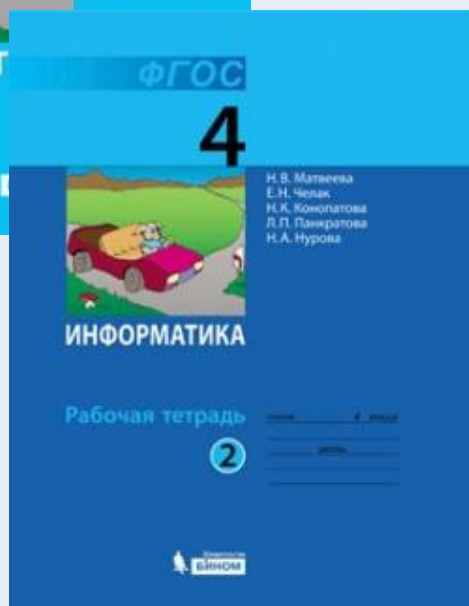 ФГОС
4
Н.В. Матвеева
Е.Н. Челак
Н.К. Конопатова
Л.П. Панкратова
Н.А. Нурова
ИНФОРМАТИКА
Рабочая тетрадь
2
БИНОМ